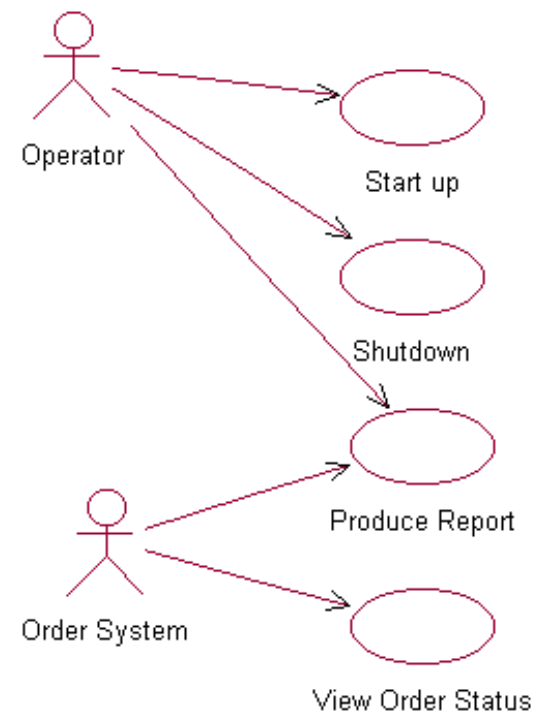 Operator
Start up
Shutdown
Produce Report
Order System
View Order Status